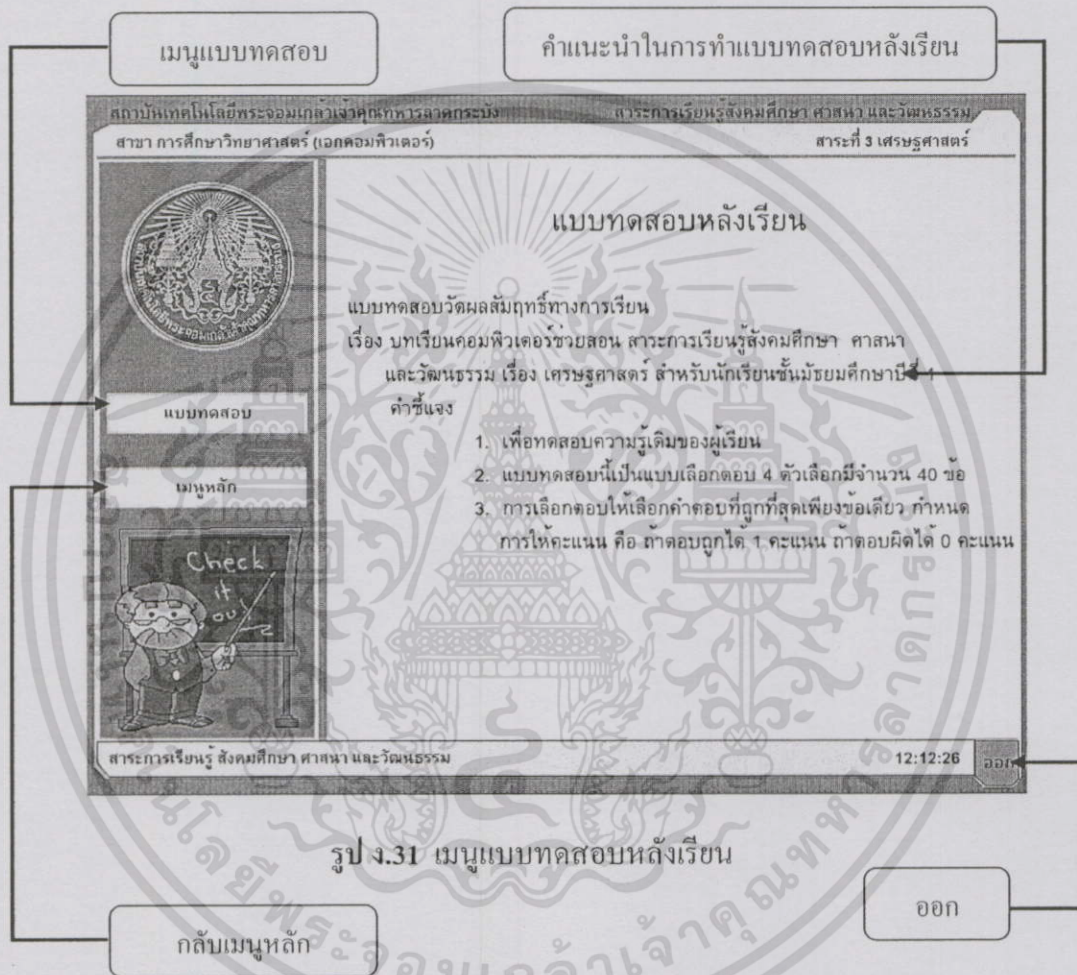 เมนูแบบทดสอบ
คำแนะนำในการทำแบบทดสอบหลังเรียน
สถาบันเทคโนโลยีพระจอมเกล้าเจ้าคุณทหารลาดกระบัง
สาระการเรียนรู้สังคมศึกษา ศาสนา และวัฒนธรรม
สาขา การศึกษาวิทยาศาสตร์ (เอกคอมพิวเตอร์)
สาระที่ 3 เศรษฐศาสตร์
แบบทดสอบหลังเรียน
แบบทดสอบวัดผลสัมฤทธิ์ทางการเรียน
เรื่อง บทเรียนคอมพิวเตอร์ช่วยสอน สาระการเรียนรู้สังคมศึกษา ศาสนา
และวัฒนธรรม เรื่อง เศรษฐศาสตร์ สำหรับนักเรียนชั้นมัธยมศึกษาปีที่ 1
คำชี้แจง
1. เพื่อทดสอบความรู้เดิมของผู้เรียน
2. แบบทดสอบนี้เป็นแบบเลือกตอบ 4 ตัวเลือกมีจำนวน 40 ข้อ
3. การเลือกตอบให้เลือกคำตอบที่ถูกที่สุดเพียงข้อเดียว กำหนด
การให้คะแนน คือ ถ้าตอบถูกได้ 1 คะแนน ถ้าตอบผิดได้ 0 คะแนน
แบบทดสอบ
เมนูหลัก
Check
it
out
สาระการเรียนรู้ สังคมศึกษา ศาสนา และวัฒนธรรม
12:12:26
ออก
รูป ง.31 เมนูแบบทดสอบหลังเรียน
ออก
กลับเมนูหลัก